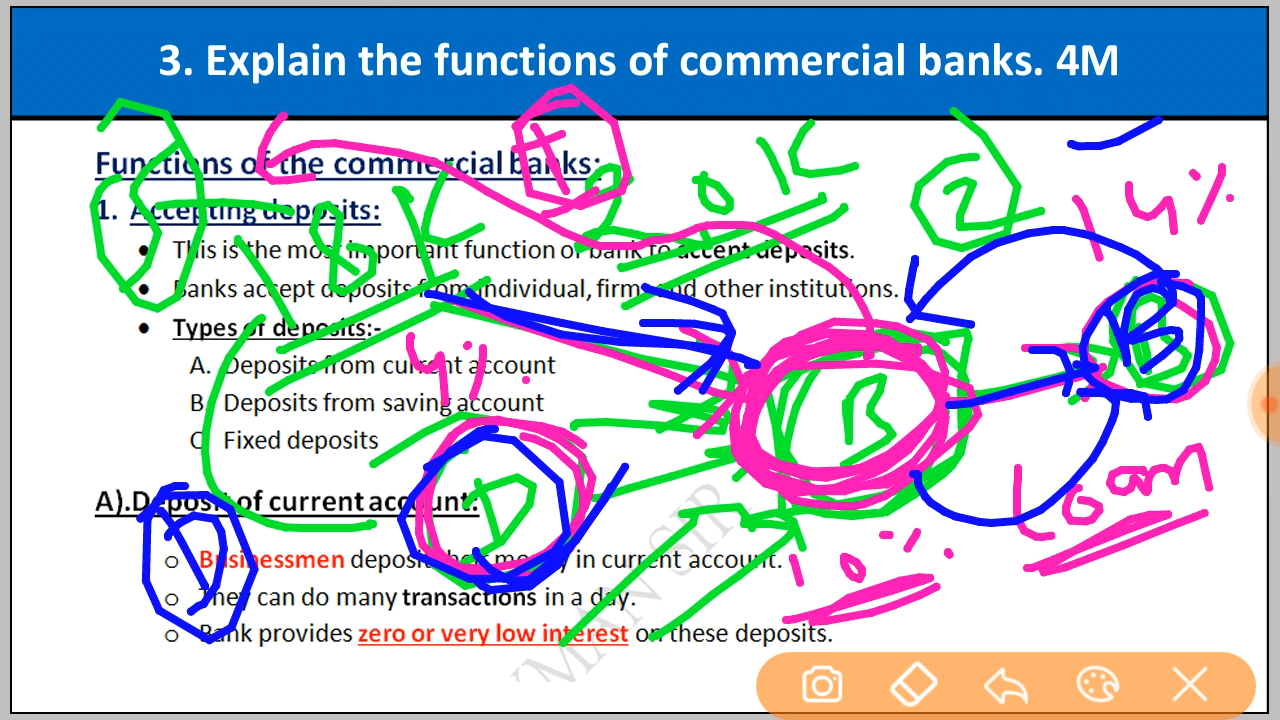 3. Explain the functions of commercial banks. 4M
Functions of the commercial banks:
1. Accepting deposits:
• This is the most important function of bank to accept deposits.
• Banks accept deposits from individual, firms and other institutions.
• Types of deposits:-
A. Deposits from current account
B. Deposits from saving account
C. Fixed deposits
A).Deposit of current account:
o Businessmen deposit their money in current account.
o They can do many transactions in a day.
o Bank provides zero or very low interest on these deposits.
2
14%
B
B
4%
D
Loan
10%